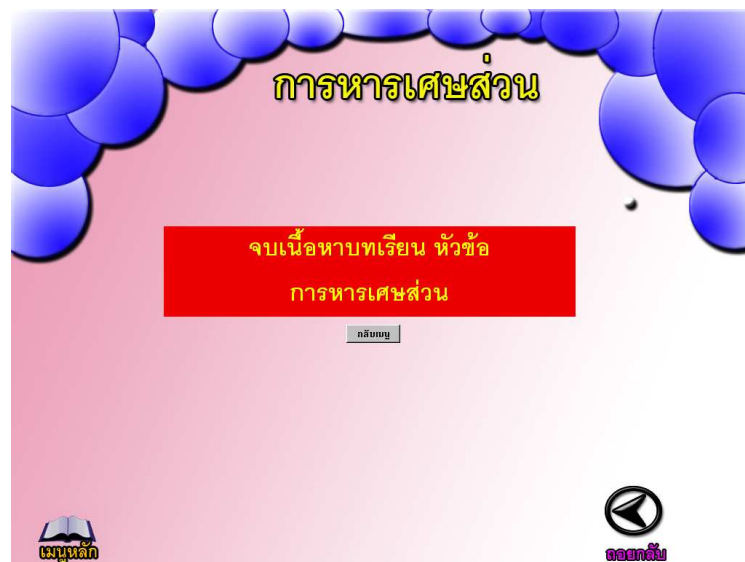 การหารเศษส่วน
จบเนื้อหาบทเรียน หัวข้อ
การหารเศษส่วน
กลับเมนู
เมนูหลัก
ถอยกลับ